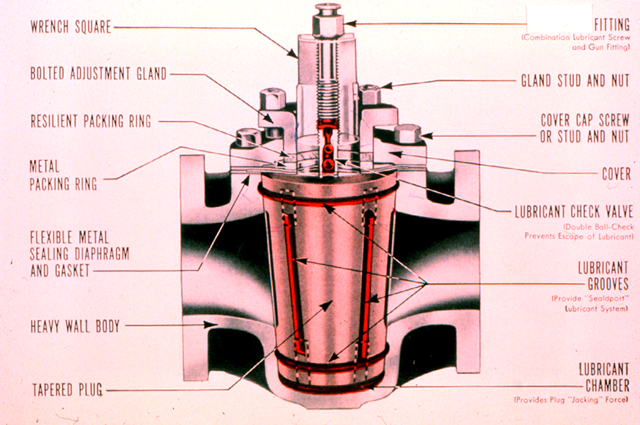 WRENCH SQUARE
BOLTED ADJUSTMENT GLAND
RESILIENT PACKING RING
METAL
PACKING RING
FLEXIBLE METAL
SEALING DIAPHRAGM
AND GASKET
HEAVY WALL BODY
TAPERED PLUG
FITTING
(Combination Lubricant Screw
and Gun Fitting)
GLAND STUD AND NUT
COVER CAP SCREW
OR STUD AND NUT
COVER
LUBRICANT CHECK VALVE
(Double Ball-Check
Prevents Escape of Lubricant)
LUBRICANT
GROOVES
(Provide "Sealdport"
Lubricant System)
LUBRICANT
CHAMBER
(Provides Plug "Jacking" Force)